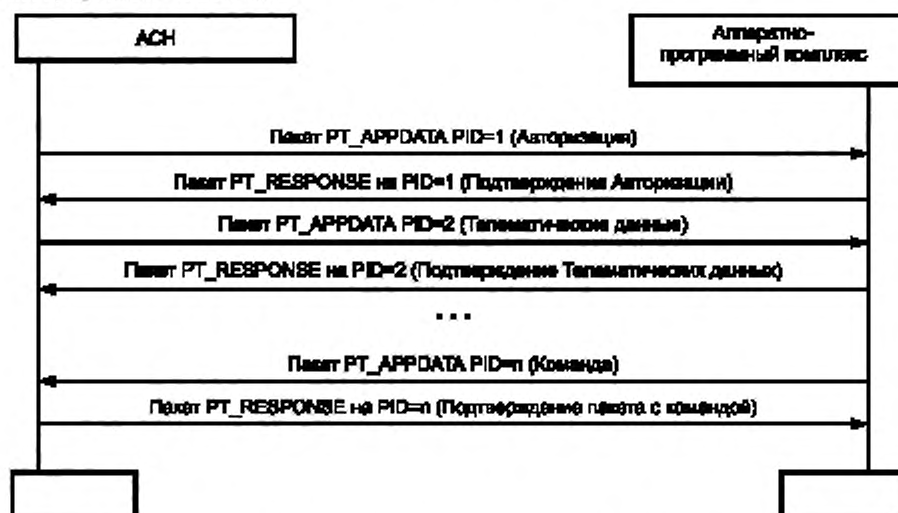 АСН
Аппаратно-
программный комплекс
Пакет PT_APPDATA PID=1 (Авторизация)
Пакет PT_RESPONSE на PID=1 (Подтверждение Авторизации)
Пакет PT_APPDATA PID=2 (Телематические данные)
Пакет PT_RESPONSE на PID=2 (Подтверждение Телематических данных)
...
Пакет PT_APPDATA PID=n (Команда)
Пакет PT_RESPONSE на PID=n (Подтверждение пакета с командой)